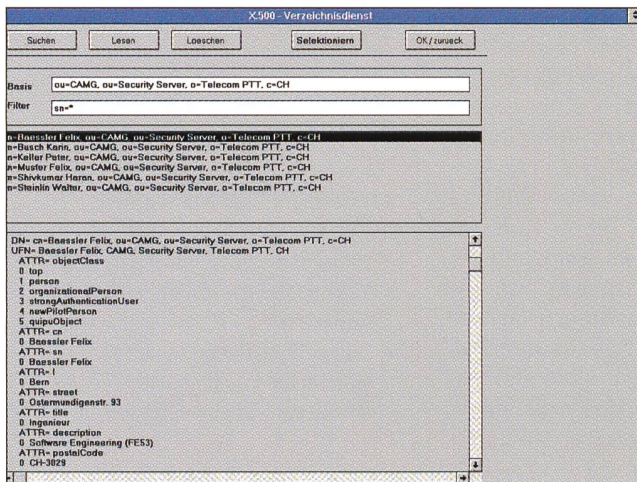 X.500 - Verzeichnisdienst
Suchen Lesen Loeschen Selektioniern OK/zurueck
Basis ou=CAMG, ou=Security Server, o=Telecom PTT, c=CH
Filter sn=*
n=Baessler Felix, ou=CAMG, ou=Security Server, o=Telecom PTT, c=CH
n=Busch Karin, ou=CAMG, ou=Security Server, o=Telecom PTT, c=CH
n=Keller Peter, ou=CAMG, ou=Security Server, o=Telecom PTT, c=CH
n=Muster Felix, ou=CAMG, ou=Security Server, o=Telecom PTT, c=CH
n=Shivkumar Haran, ou=CAMG, ou=Security Server, o=Telecom PTT, c=CH
n=Steinlin Walter, ou=CAMG, ou=Security Server, o=Telecom PTT, c=CH
DN= cn=Baessler Felix, ou=CAMG, ou=Security Server, o=Telecom PTT, c=CH
UFN= Baessler Felix, CAMG, Security Server, Telecom PTT, CH
ATTR= objectClass
0 top
1 person
2 organizationalPerson
3 strongAuthenticationUser
4 newPilotPerson
5 quipuObject
ATTR= cn
0 Baessler Felix
ATTR= sn
0 Baessler Felix
ATTR= l
0 Bern
ATTR= street
0 Ostermundigenstr. 93
ATTR= title
0 Ingenieur
ATTR= description
0 Software Engineering (FE53)
ATTR= postalCode
0 CH-3029